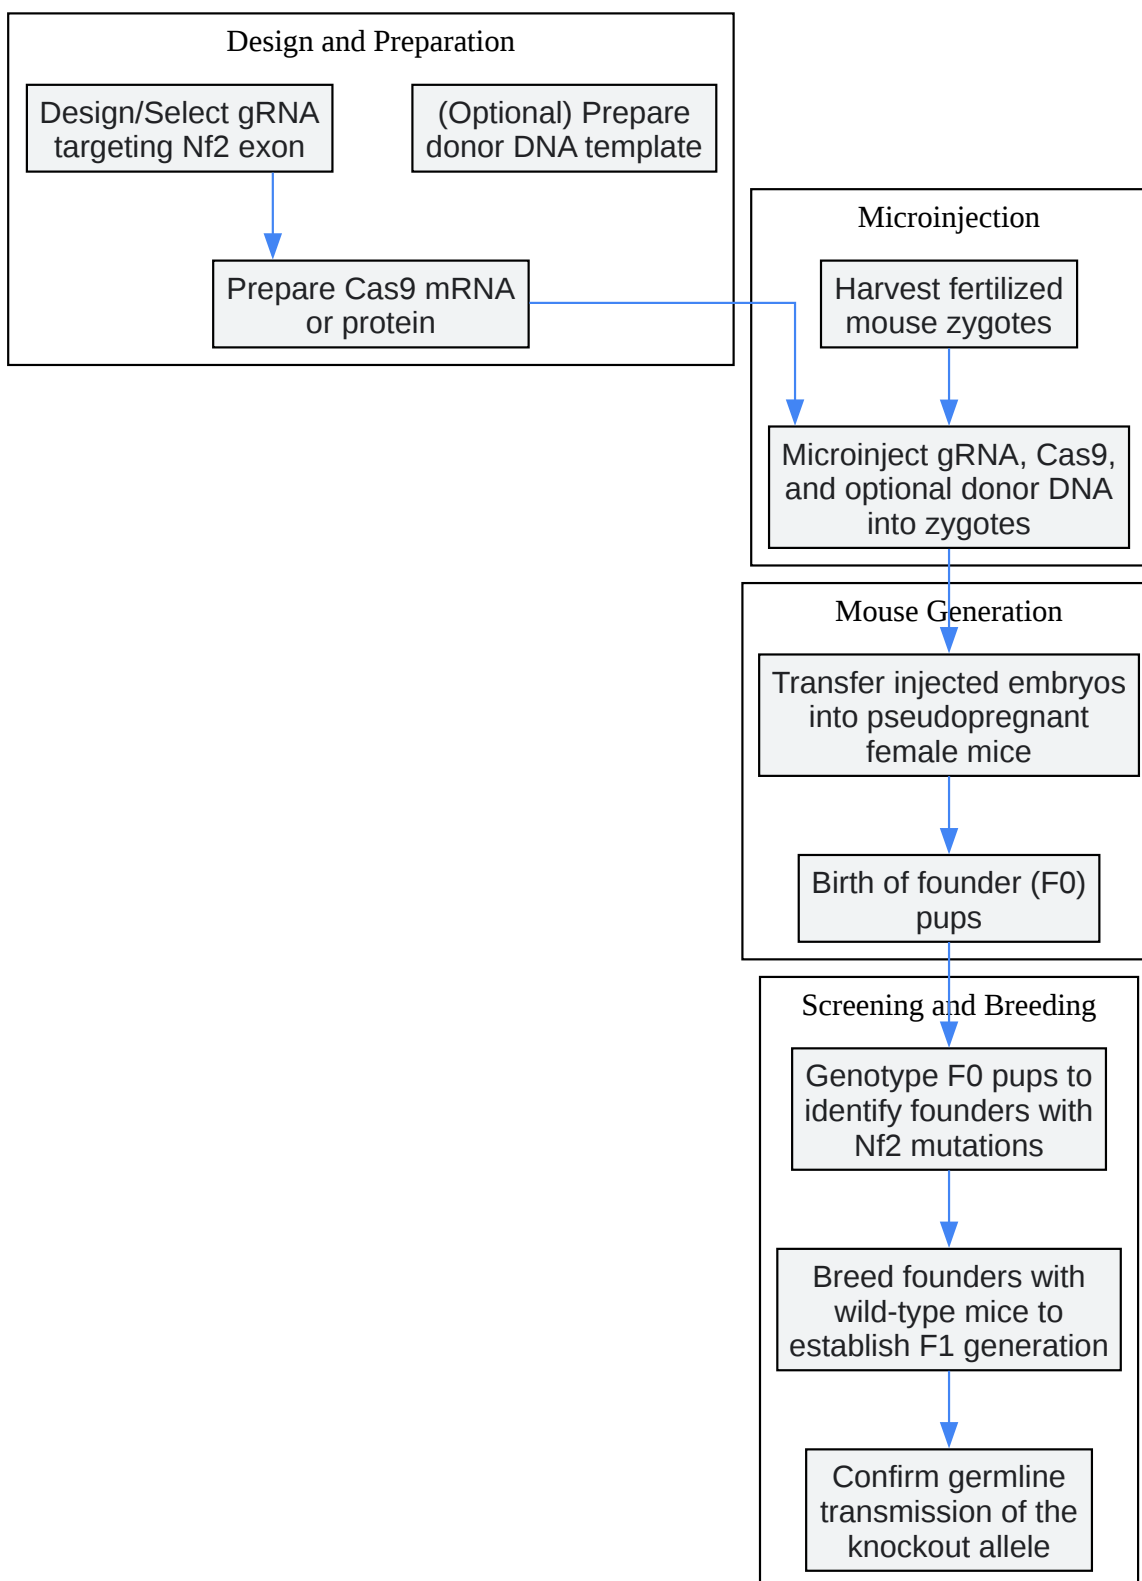 Design and Preparation
Design/Select gRNA
targeting Nf2 exon
(Optional) Prepare
donor DNA template
Prepare Cas9 mRNA
or protein
Microinjection
Harvest fertilized
mouse zygotes
Microinject gRNA, Cas9,
and optional donor DNA
into zygotes
Mouse Generation
Transfer injected embryos
into pseudopregnant
female mice
Birth of founder (F0)
pups
Screening and Breeding
Genotype F0 pups to
identify founders with
Nf2 mutations
Breed founders with
wild-type mice to
establish F1 generation
Confirm germline
transmission of the
knockout allele